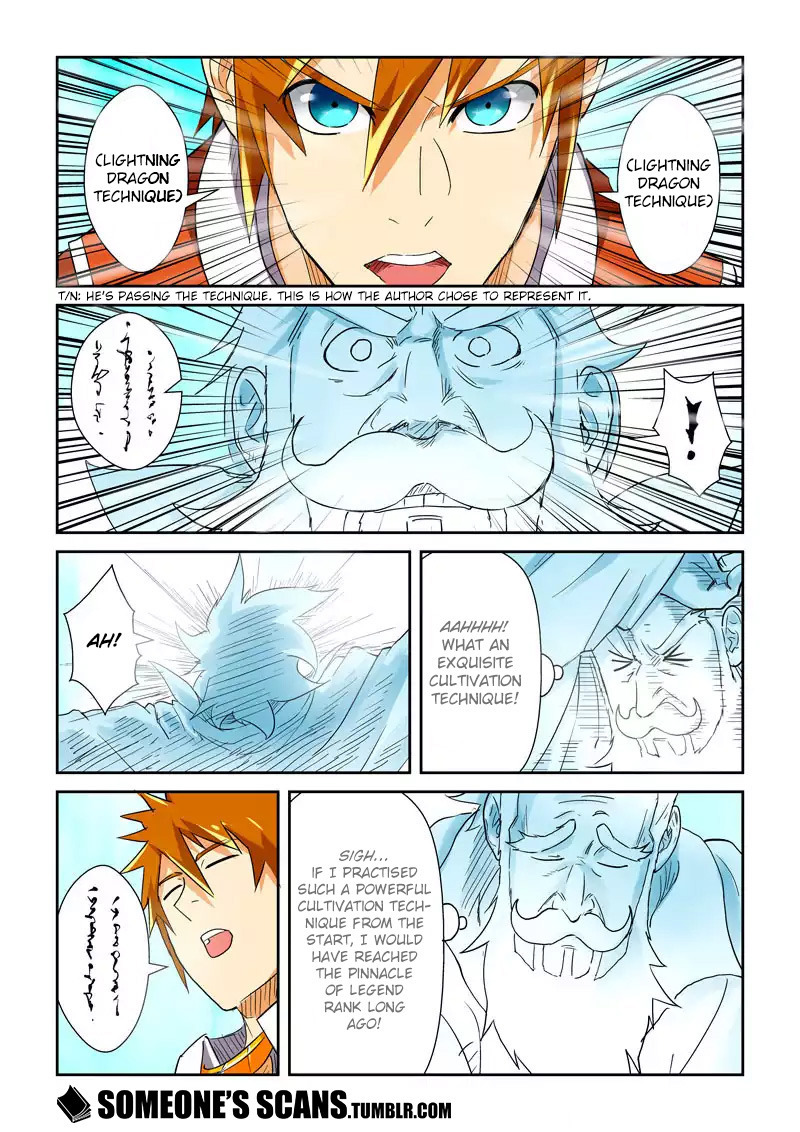 (LIGHTNING
DRAGON
TECHNIQUE)
(LIGHTNING
DRAGON
TECHNIQUE)
T/N: HE'S PASSING THE TECHNIQUE. THIS IS HOW THE AUTHOR CHOSE TO REPRESENT IT.
!
AH!
AAHHHH!
WHAT AN
EXQUISITE
CULTIVATION
TECHNIQUE!
SIGH...
IF I PRACTISED
SUCH A POWERFUL
CULTIVATION TECH-
NIQUE FROM THE
START, I WOULD
HAVE REACHED
THE PINNACLE
OF LEGEND
RANK LONG
AGO!
SOMEONE'S SCANS.TUMBLR.COM